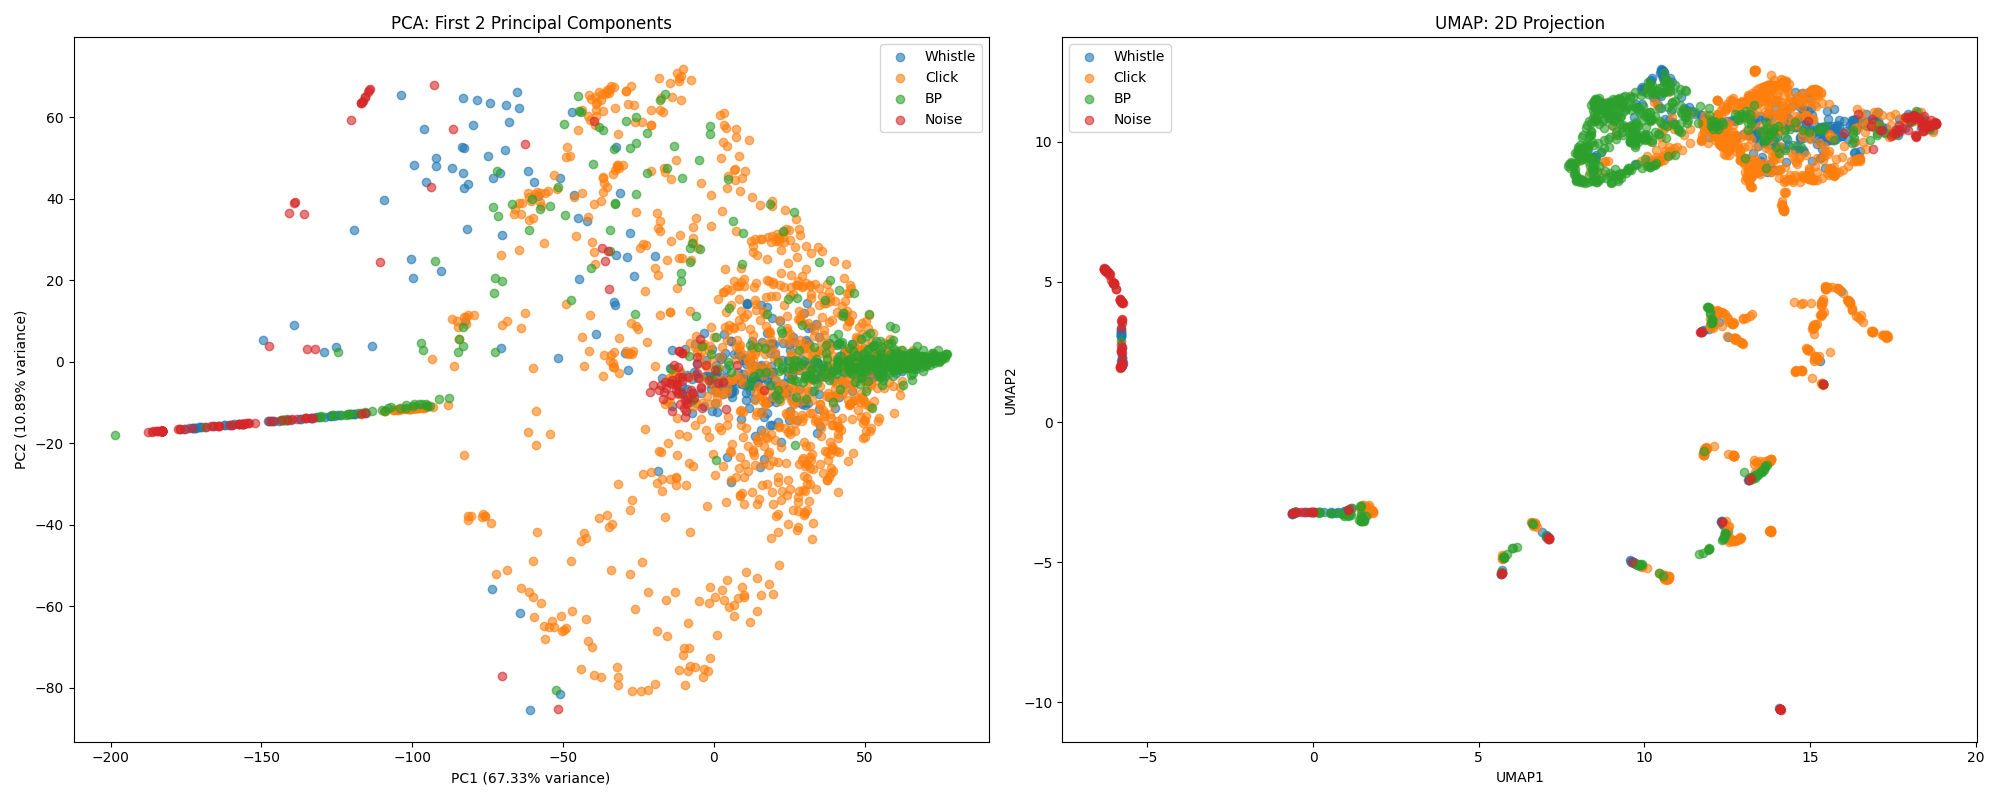 PCA: First 2 Principal Components
Whistle
Click
BP
Noise
60
40
20
0
−20
−40
−60
−80
PC2 (10.89% variance)
−200
−150
−100
−50
0
50
PC1 (67.33% variance)
UMAP: 2D Projection
Whistle
Click
BP
Noise
10
5
0
−5
−10
UMAP2
−5
0
5
10
15
20
UMAP1